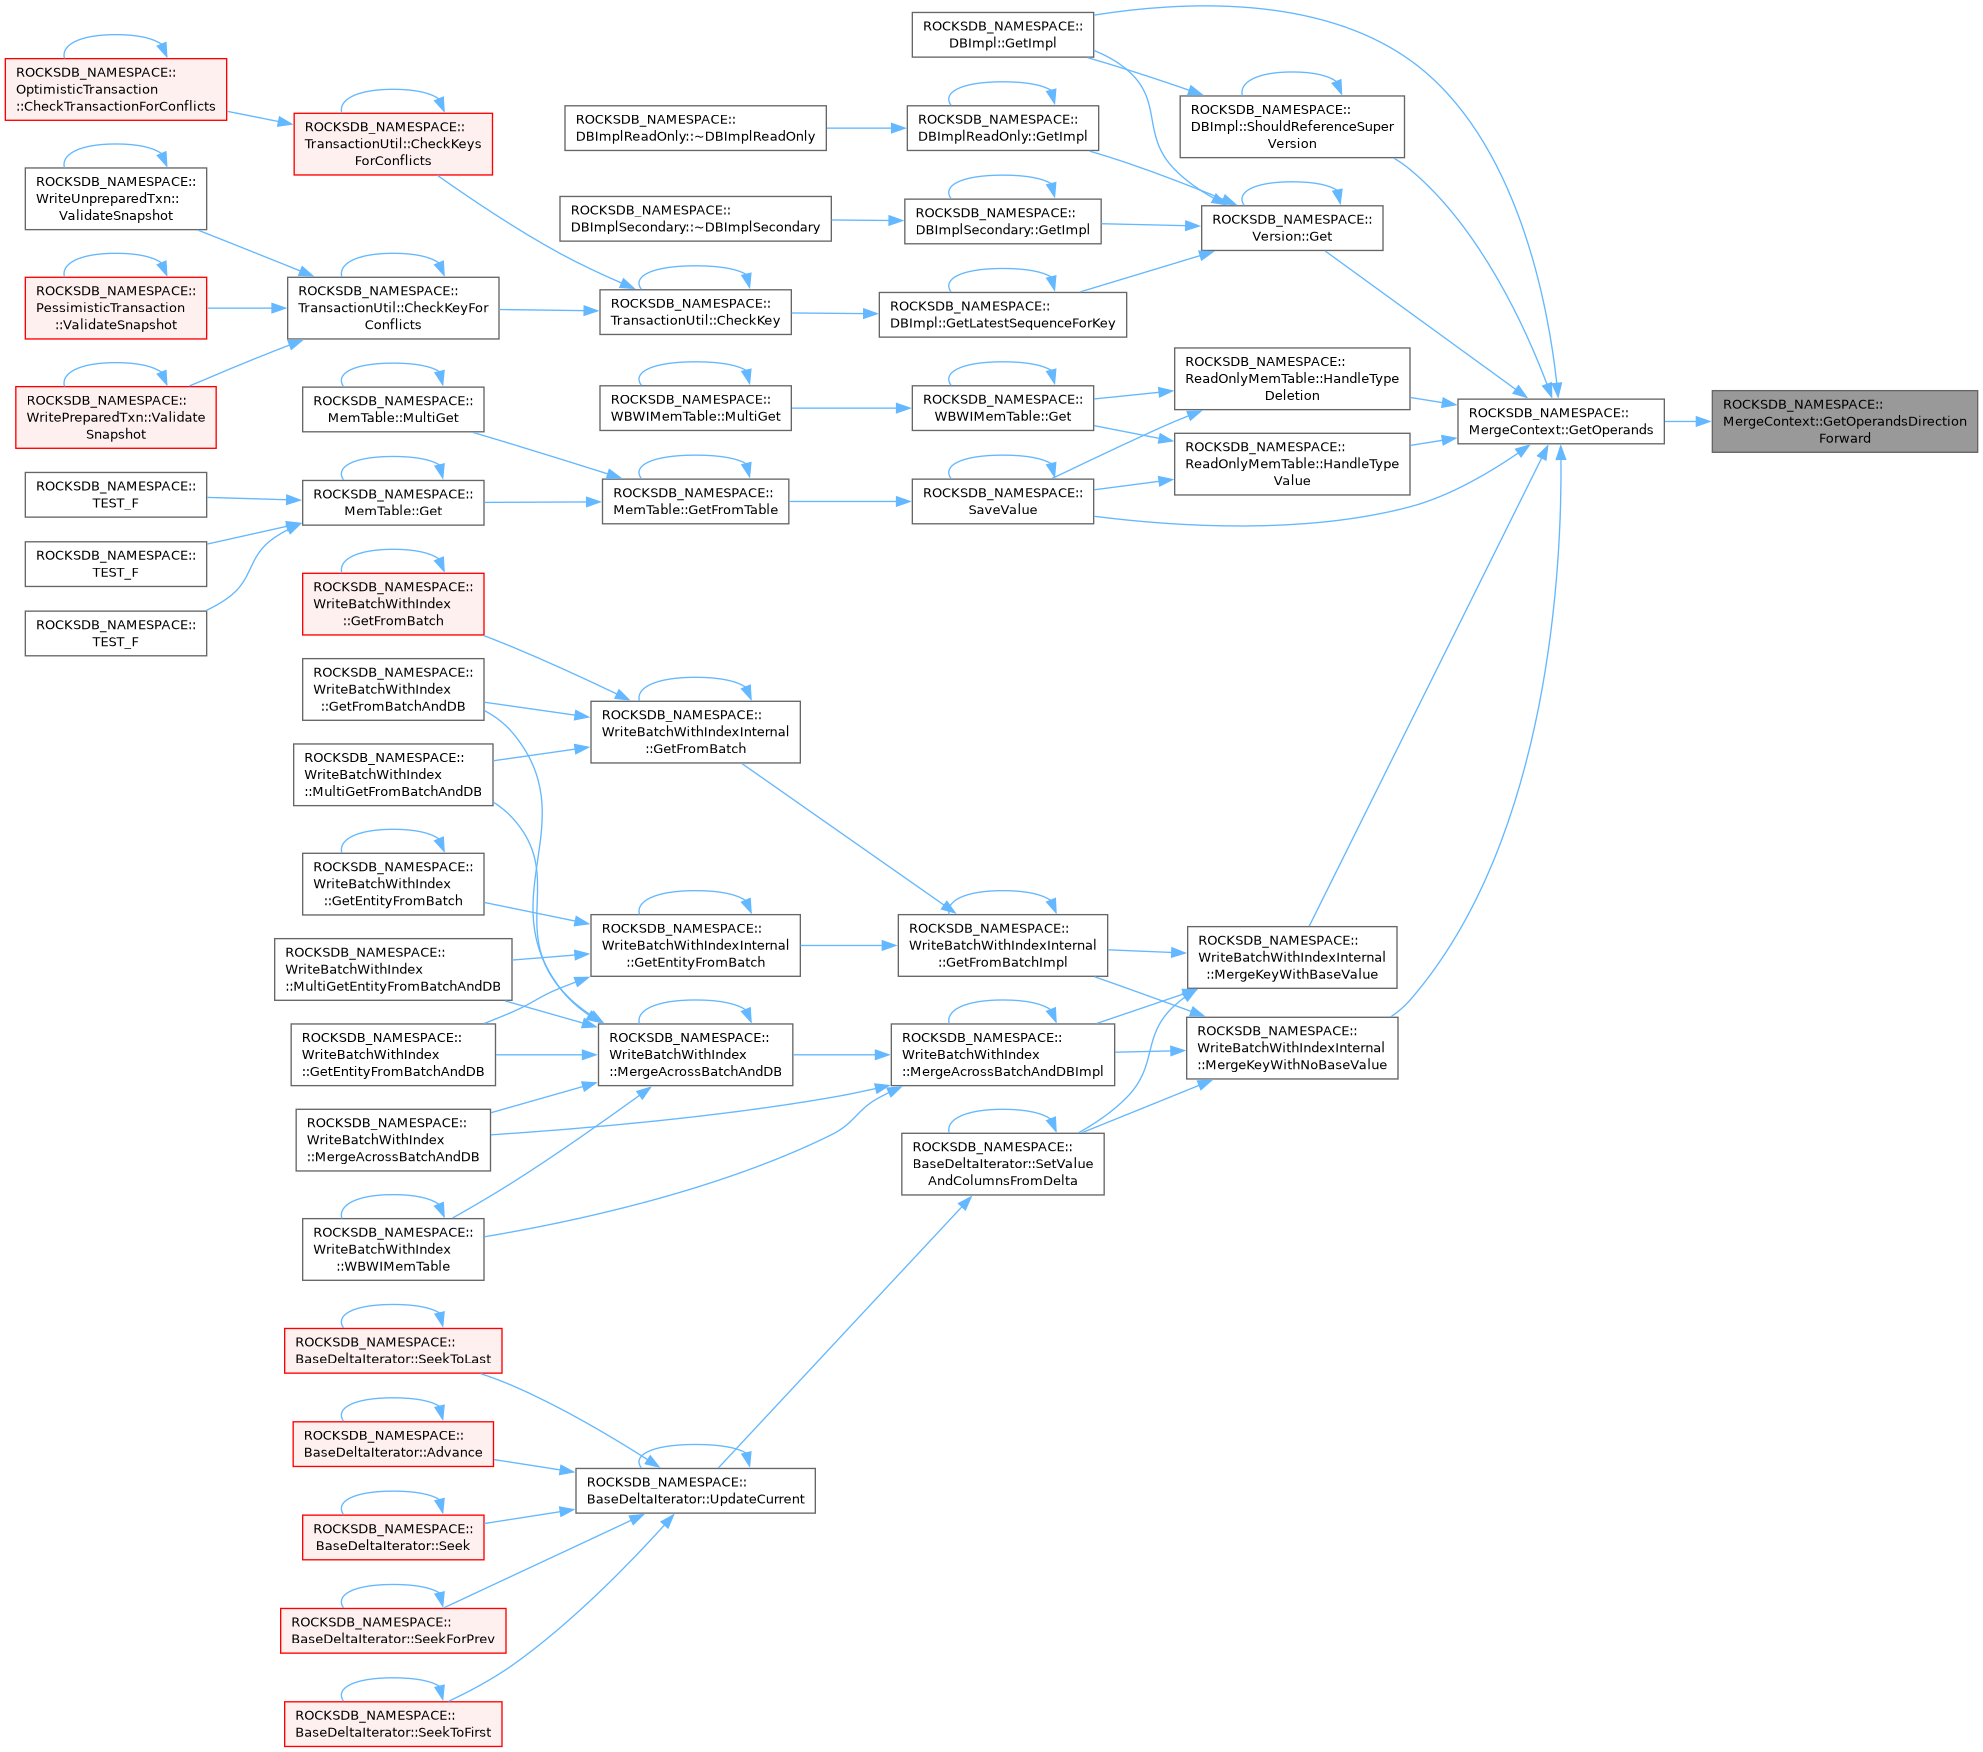 ROCKSDB_NAMESPACE::
OptimisticTransaction
::CheckTransactionForConflicts
ROCKSDB_NAMESPACE::
WriteUnpreparedTxn::
ValidateSnapshot
ROCKSDB_NAMESPACE::
PessimisticTransaction
::ValidateSnapshot
ROCKSDB_NAMESPACE::
WritePreparedTxn::Validate
Snapshot
ROCKSDB_NAMESPACE::
TEST_F
ROCKSDB_NAMESPACE::
TEST_F
ROCKSDB_NAMESPACE::
TEST_F
ROCKSDB_NAMESPACE::
TransactionUtil::CheckKeys
ForConflicts
ROCKSDB_NAMESPACE::
TransactionUtil::CheckKeyFor
Conflicts
ROCKSDB_NAMESPACE::
MemTable::MultiGet
ROCKSDB_NAMESPACE::
MemTable::Get
ROCKSDB_NAMESPACE::
WriteBatchWithIndex
::GetFromBatch
ROCKSDB_NAMESPACE::
WriteBatchWithIndex
::GetFromBatchAndDB
ROCKSDB_NAMESPACE::
WriteBatchWithIndex
::MultiGetFromBatchAndDB
ROCKSDB_NAMESPACE::
WriteBatchWithIndex
::GetEntityFromBatch
ROCKSDB_NAMESPACE::
WriteBatchWithIndex
::MultiGetEntityFromBatchAndDB
ROCKSDB_NAMESPACE::
WriteBatchWithIndex
::GetEntityFromBatchAndDB
ROCKSDB_NAMESPACE::
WriteBatchWithIndex
::MergeAcrossBatchAndDB
ROCKSDB_NAMESPACE::
WriteBatchWithIndex
::WBWIMemTable
ROCKSDB_NAMESPACE::
BaseDeltaIterator::SeekToLast
ROCKSDB_NAMESPACE::
BaseDeltaIterator::Advance
ROCKSDB_NAMESPACE::
BaseDeltaIterator::Seek
ROCKSDB_NAMESPACE::
BaseDeltaIterator::SeekForPrev
ROCKSDB_NAMESPACE::
BaseDeltaIterator::SeekToFirst
ROCKSDB_NAMESPACE::
DBImplReadOnly::~DBImplReadOnly
ROCKSDB_NAMESPACE::
DBImplSecondary::~DBImplSecondary
ROCKSDB_NAMESPACE::
TransactionUtil::CheckKey
ROCKSDB_NAMESPACE::
WBWIMemTable::MultiGet
ROCKSDB_NAMESPACE::
MemTable::GetFromTable
ROCKSDB_NAMESPACE::
WriteBatchWithIndexInternal
::GetFromBatch
ROCKSDB_NAMESPACE::
WriteBatchWithIndexInternal
::GetEntityFromBatch
ROCKSDB_NAMESPACE::
WriteBatchWithIndex
::MergeAcrossBatchAndDB
ROCKSDB_NAMESPACE::
BaseDeltaIterator::UpdateCurrent
ROCKSDB_NAMESPACE::
DBImpl::GetImpl
ROCKSDB_NAMESPACE::
DBImplReadOnly::GetImpl
ROCKSDB_NAMESPACE::
DBImplSecondary::GetImpl
ROCKSDB_NAMESPACE::
DBImpl::GetLatestSequenceForKey
ROCKSDB_NAMESPACE::
WBWIMemTable::Get
ROCKSDB_NAMESPACE::
SaveValue
ROCKSDB_NAMESPACE::
WriteBatchWithIndexInternal
::GetFromBatchImpl
ROCKSDB_NAMESPACE::
WriteBatchWithIndex
::MergeAcrossBatchAndDBImpl
ROCKSDB_NAMESPACE::
BaseDeltaIterator::SetValue
AndColumnsFromDelta
ROCKSDB_NAMESPACE::
DBImpl::ShouldReferenceSuper
Version
ROCKSDB_NAMESPACE::
Version::Get
ROCKSDB_NAMESPACE::
ReadOnlyMemTable::HandleType
Deletion
ROCKSDB_NAMESPACE::
ReadOnlyMemTable::HandleType
Value
ROCKSDB_NAMESPACE::
WriteBatchWithIndexInternal
::MergeKeyWithBaseValue
ROCKSDB_NAMESPACE::
WriteBatchWithIndexInternal
::MergeKeyWithNoBaseValue
ROCKSDB_NAMESPACE::
MergeContext::GetOperands
ROCKSDB_NAMESPACE::
MergeContext::GetOperandsDirection
Forward